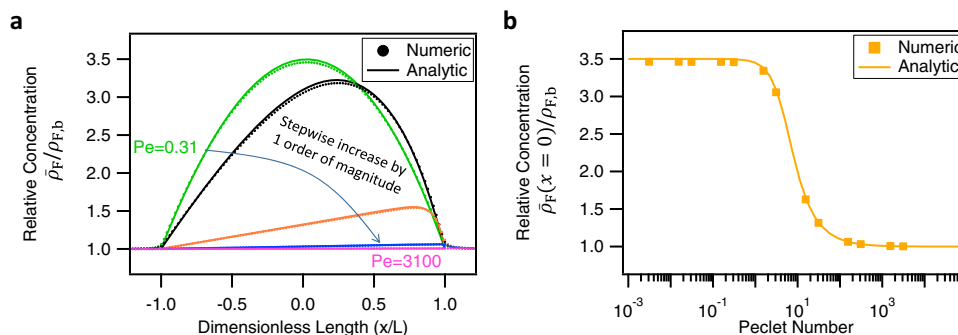 a
Relative Concentration
ρ̄F/ρF,b
3.5
3.0
2.5
2.0
1.5
1.0
Numeric
Analytic
Pe=0.31
Stepwise increase by
1 order of magnitude
Pe=3100
-1.0
-0.5
0.0
0.5
1.0
Dimensionless Length (x/L)
b
Relative Concentration
ρ̄F(x = 0)/ρF,b
3.5
3.0
2.5
2.0
1.5
1.0
Numeric
Analytic
10⁻³
10⁻¹
10¹
10³
Peclet Number